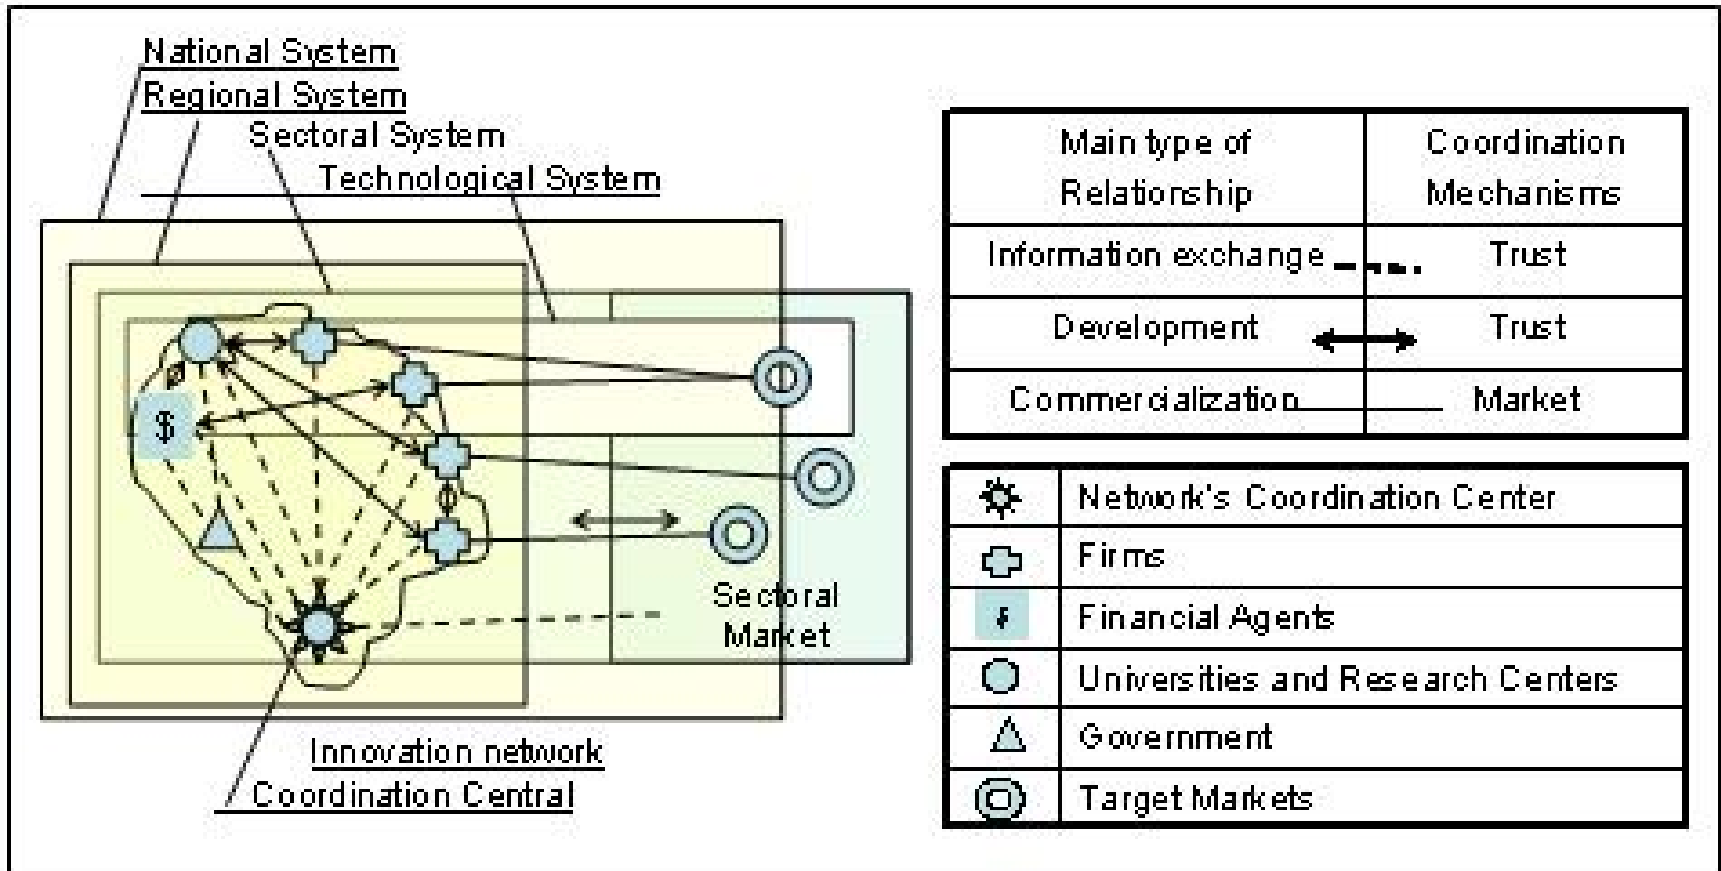 National System
Regional System
Sectoral System
Technological System
$
Sectoral
Market
Innovation network
Coordination Central
Main type of
Relationship
Coordination
Mechanisms
Information exchange
Trust
Development
Trust
Commercialization
Market
Network's Coordination Center
Firms
Financial Agents
Universities and Research Centers
Government
Target Markets